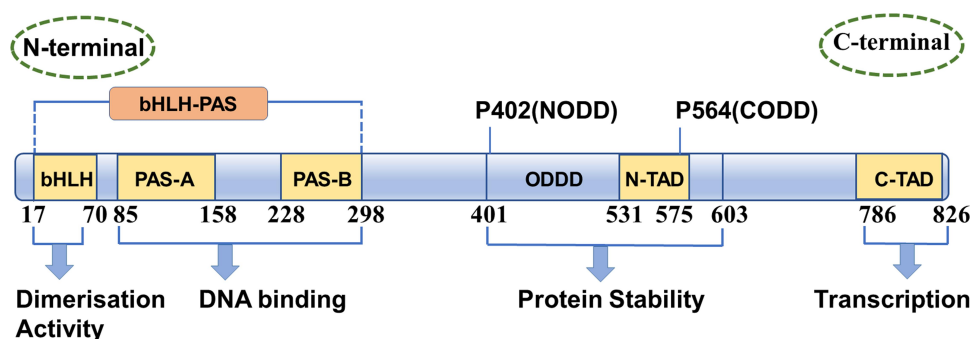 N-terminal
C-terminal
bHLH-PAS
P402(NODD)
P564(CODD)
bHLH
PAS-A
PAS-B
ODDD
N-TAD
C-TAD
17 70 85 158 228 298 401 531 575 603 786 826
Dimerisation
Activity
DNA binding
Protein Stability
Transcription